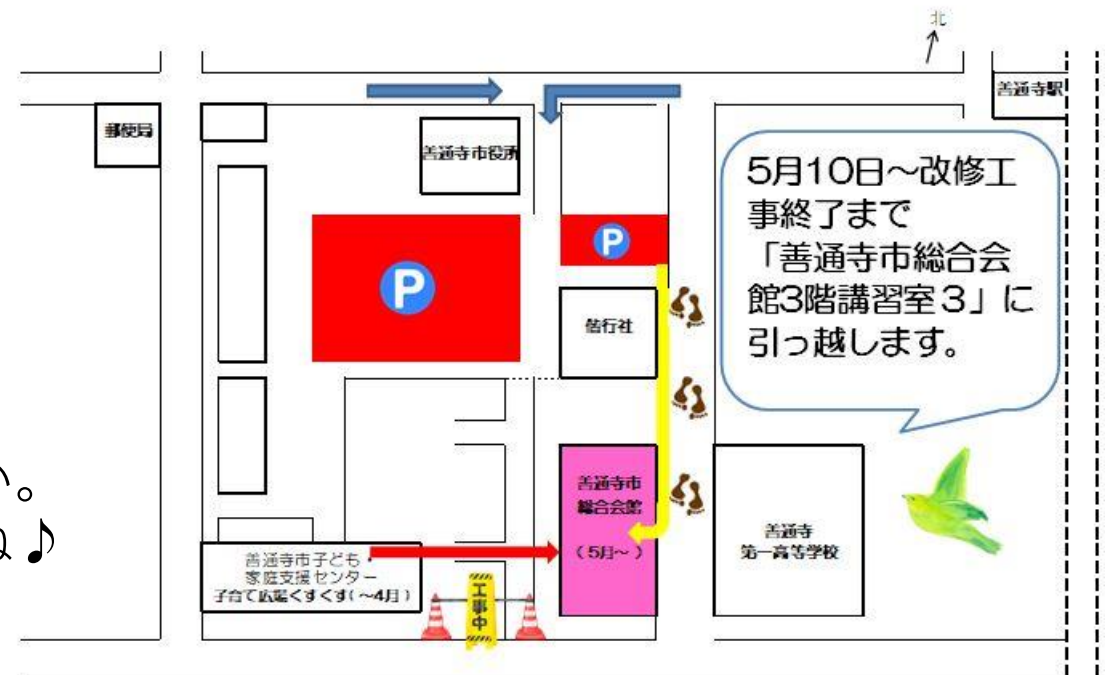 北
善通寺駅
郵便局
善通寺市役所
P
P
偕行社
5月10日～改修工
事終了まで
「善通寺市総合会
館3階講習室３」に
引っ越します。
い。
ね♪
善通寺市
総合会館
（5月～）
善通寺
第一高等学校
善通寺市子ども・
家庭支援センター
子育て広場くすくす(～4月)
工事中